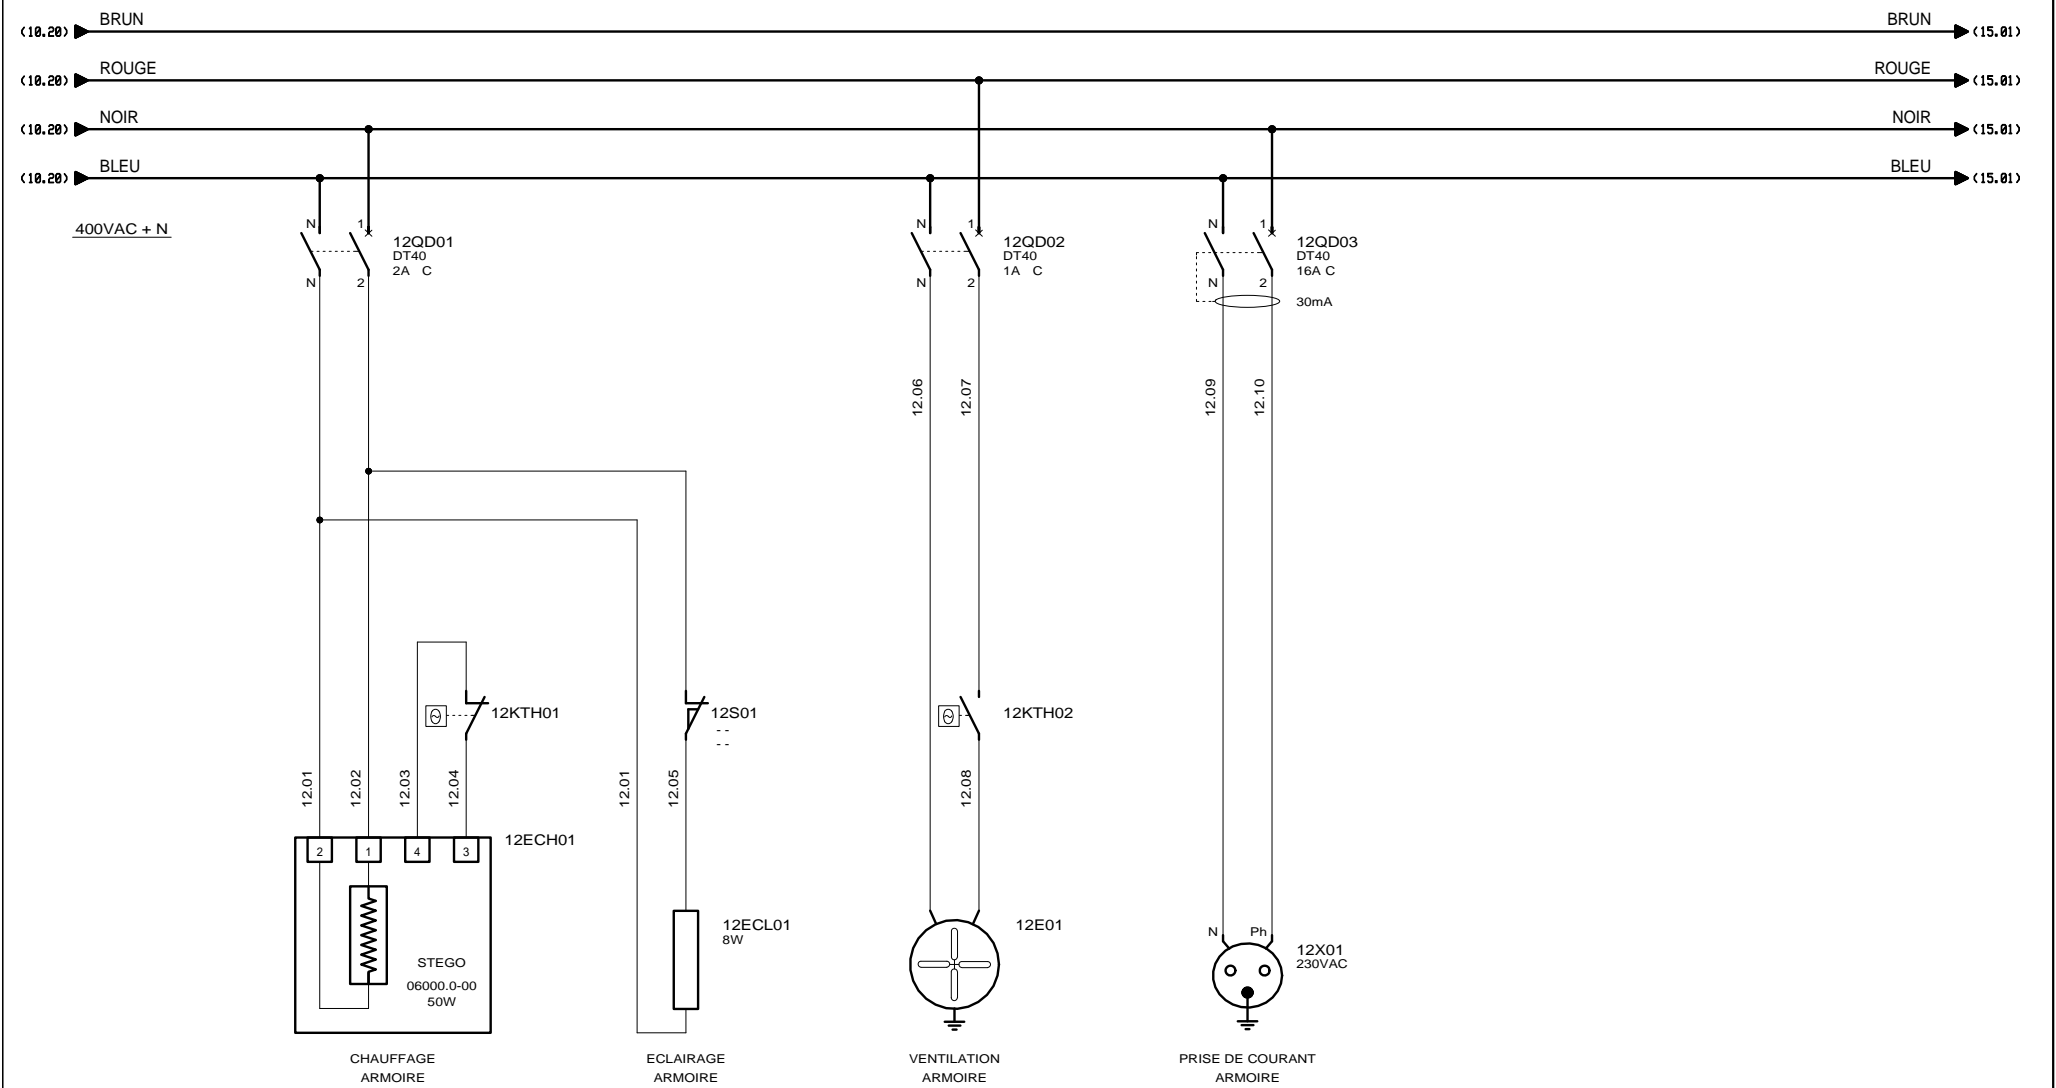 BRUN BRUN
(10.20) (15.01)
ROUGE ROUGE
(10.20) (15.01)
NOIR NOIR
(10.20) (15.01)
BLEU BLEU
(10.20) (15.01)
400VAC + N
N 1
12QD01
DT40
2A C
N 2
N 1
12QD02
DT40
1A C
N 2
N 1
12QD03
DT40
16A C
N 2
30mA
12.06
12.07
12.09
12.10
12KTH01
12S01
- -
- -
12KTH02
12.01
12.02
12.03
12.04
12.01
12.05
12.08
12ECH01
2 1 4 3
STEGO
06000.0-00
50W
12ECL01
8W
12E01
N Ph
12X01
230VAC
CHAUFFAGE
ARMOIRE
ECLAIRAGE
ARMOIRE
VENTILATION
ARMOIRE
PRISE DE COURANT
ARMOIRE